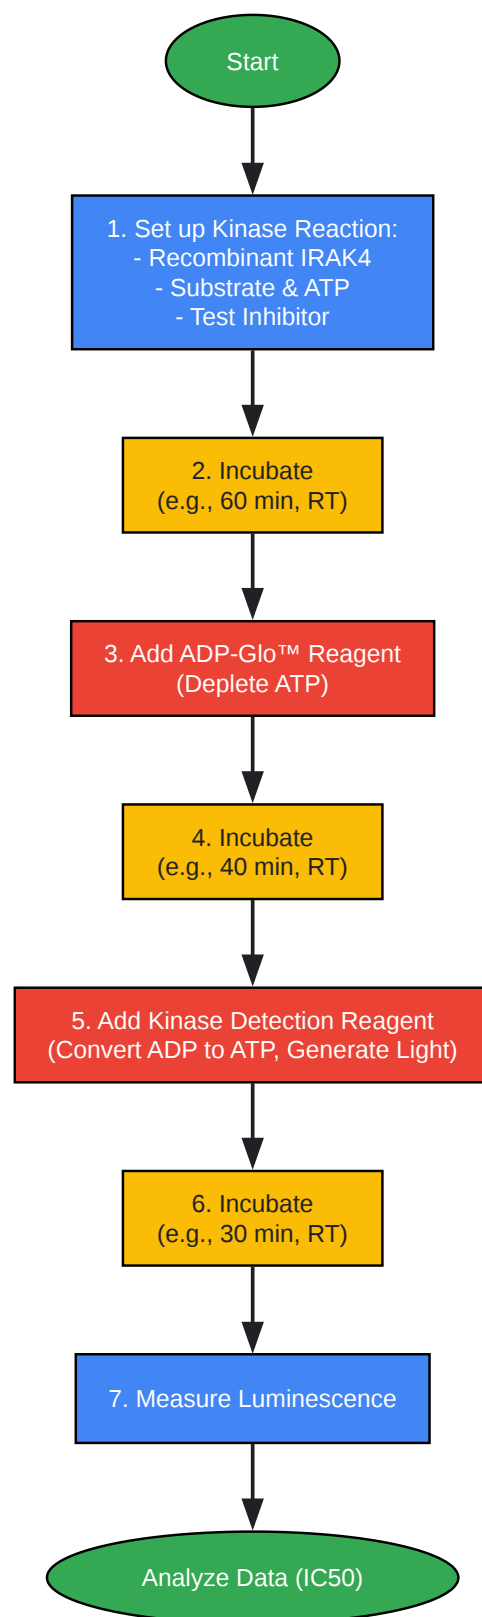 Start
1. Set up Kinase Reaction:
- Recombinant IRAK4
- Substrate & ATP
- Test Inhibitor
2. Incubate
(e.g., 60 min, RT)
3. Add ADP-Glo™ Reagent
(Deplete ATP)
4. Incubate
(e.g., 40 min, RT)
5. Add Kinase Detection Reagent
(Convert ADP to ATP, Generate Light)
6. Incubate
(e.g., 30 min, RT)
7. Measure Luminescence
Analyze Data (IC50)